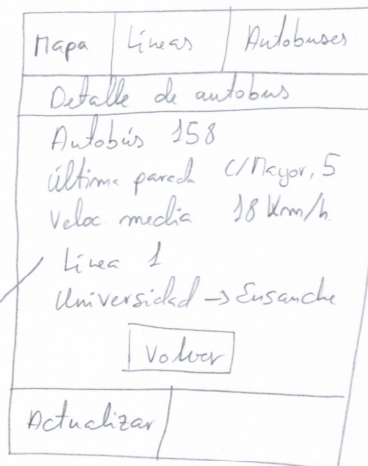 Mapa Líneas Autobuses
Detalle de autobus
Autobús 158
Última parada C/Mayor, 5
Veloc. media 18 Km/h.
Línea 1
Universidad → Ensanche
Volver
Actualizar